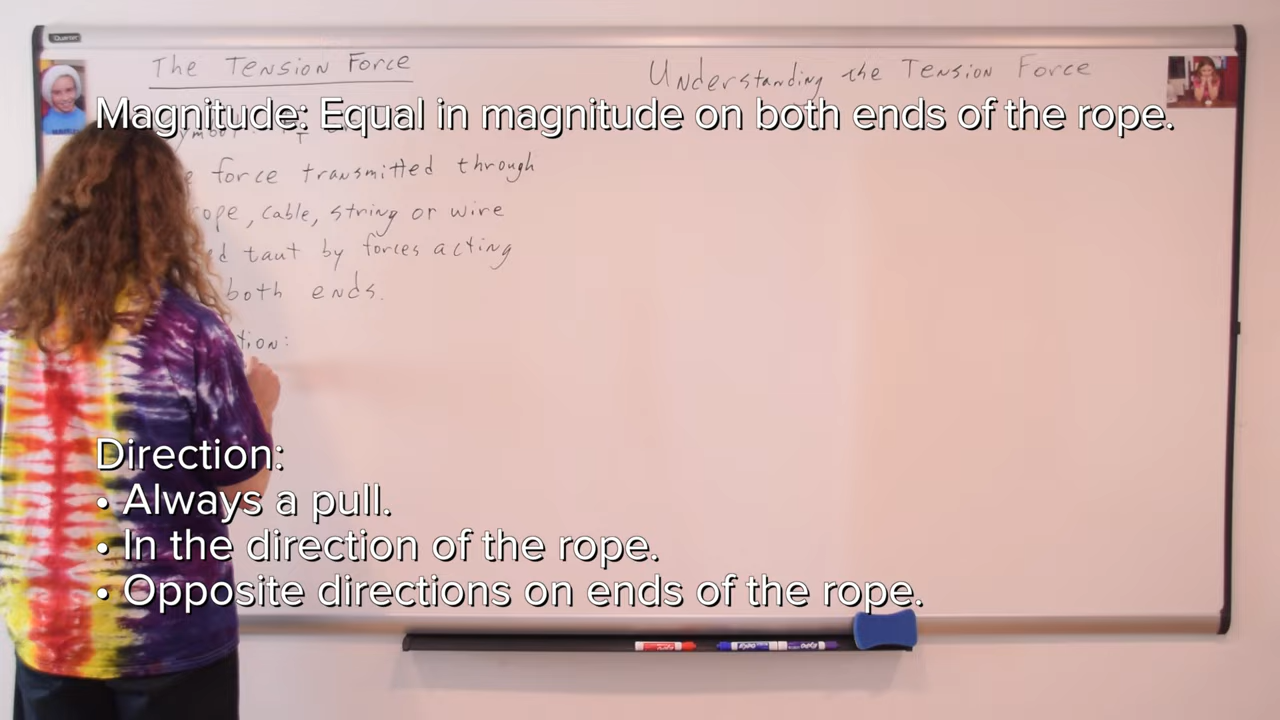 Quartet
The Tension Force
Understanding the Tension Force
Magnitude: Equal in magnitude on both ends of the rope.
force transmitted through
rope, cable, string or wire
taut by forces acting
both ends.
tion:
Direction:
• Always a pull.
• In the direction of the rope.
• Opposite directions on ends of the rope.